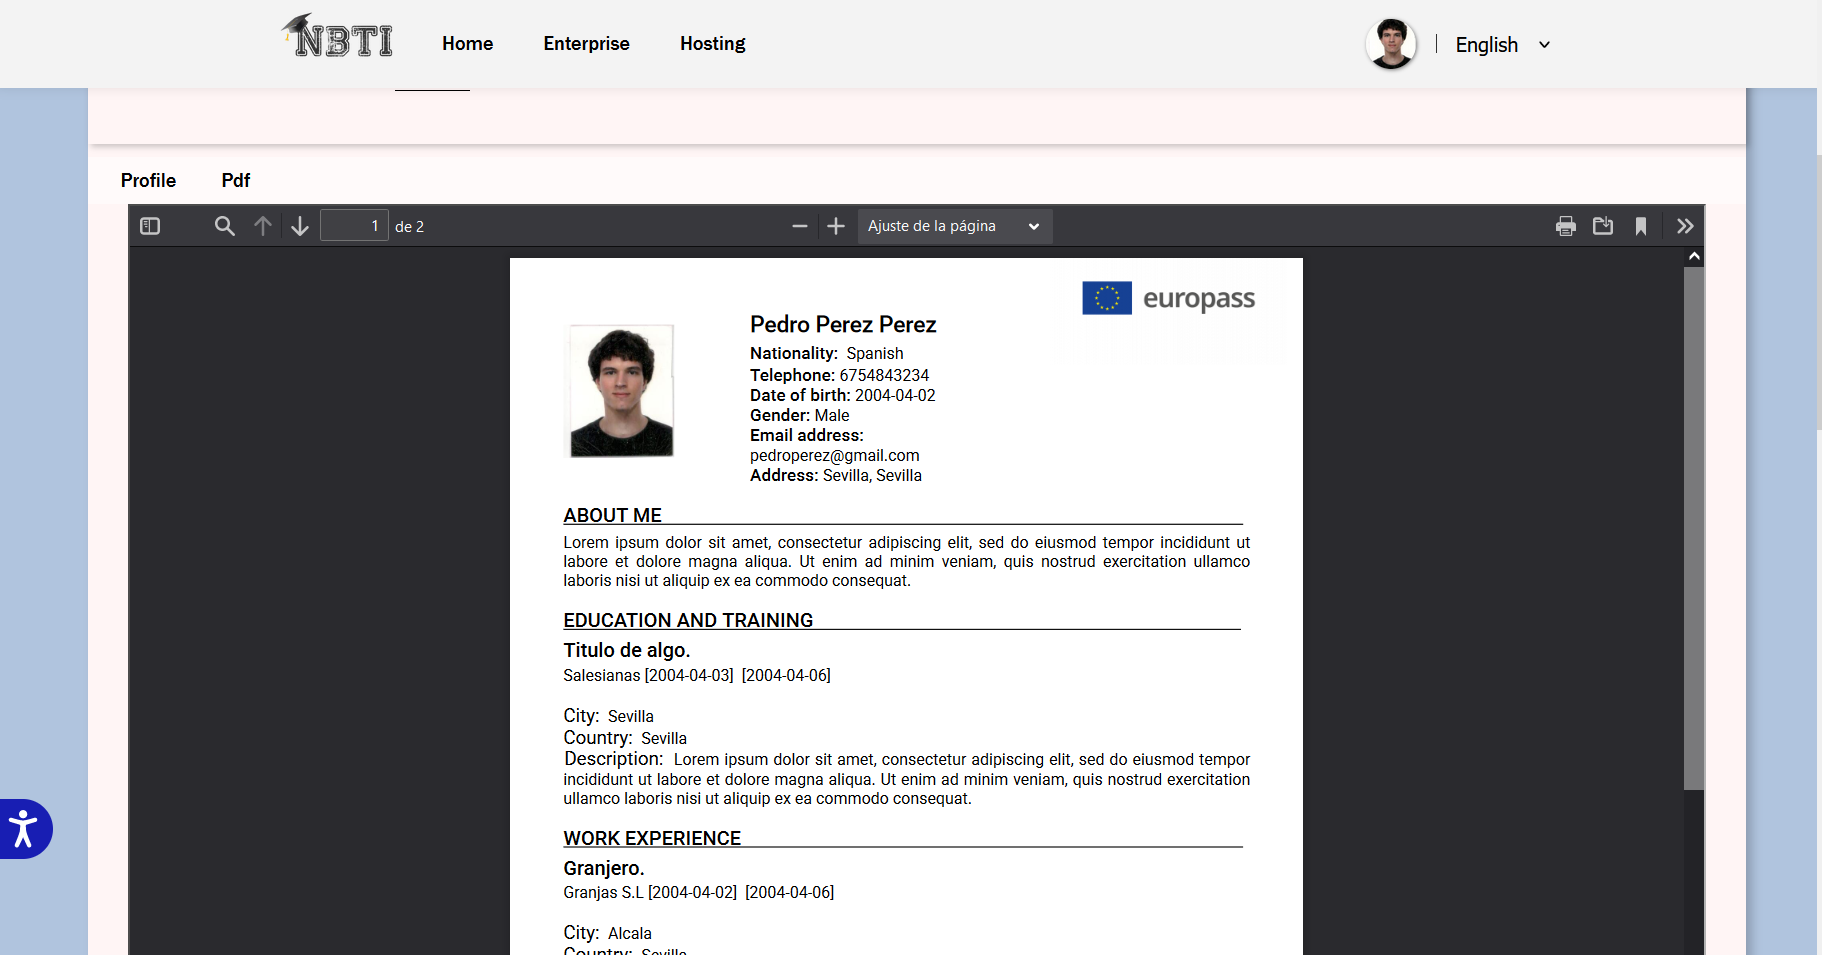 NBTI
Home
Enterprise
Hosting
English
Profile
Pdf
1
de 2
Ajuste de la página
europass
Pedro Perez Perez
Nationality: Spanish
Telephone: 6754843234
Date of birth: 2004-04-02
Gender: Male
Email address:
pedroperez@gmail.com
Address: Sevilla, Sevilla
ABOUT ME
Lorem ipsum dolor sit amet, consectetur adipiscing elit, sed do eiusmod tempor incididunt ut
labore et dolore magna aliqua. Ut enim ad minim veniam, quis nostrud exercitation ullamco
laboris nisi ut aliquip ex ea commodo consequat.
EDUCATION AND TRAINING
Titulo de algo.
Salesianas [2004-04-03] [2004-04-06]
City: Sevilla
Country: Sevilla
Description: Lorem ipsum dolor sit amet, consectetur adipiscing elit, sed do eiusmod tempor
incididunt ut labore et dolore magna aliqua. Ut enim ad minim veniam, quis nostrud exercitation
ullamco laboris nisi ut aliquip ex ea commodo consequat.
WORK EXPERIENCE
Granjero.
Granjas S.L [2004-04-02] [2004-04-06]
City: Alcala
Country: Sevilla